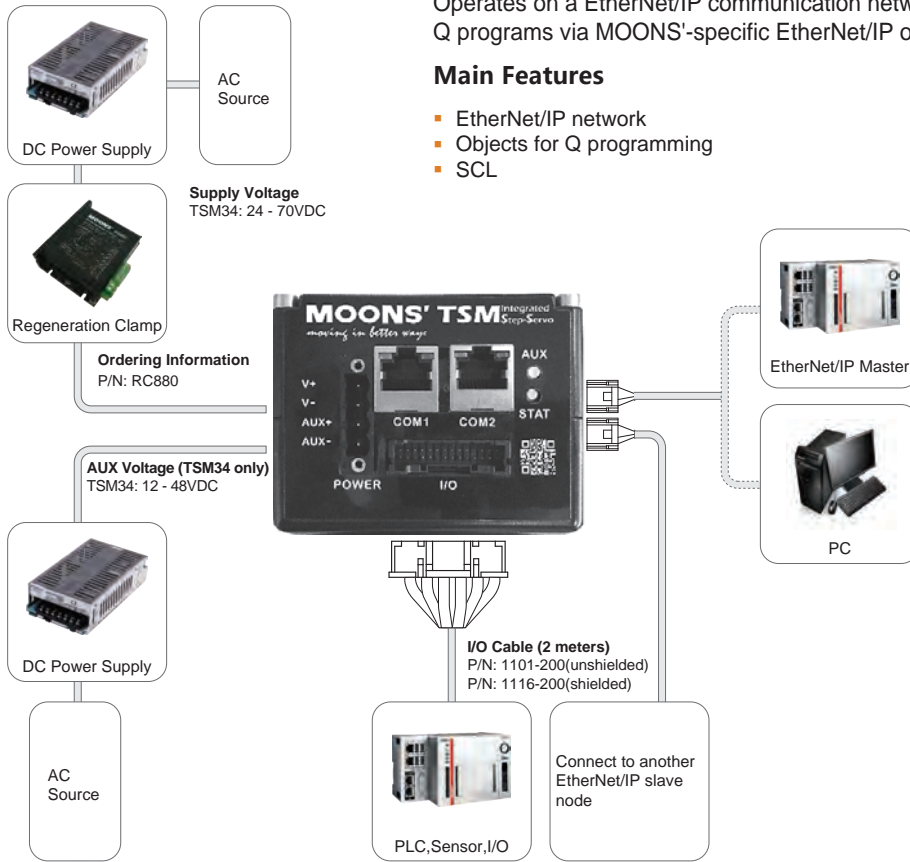 Operates on a EtherNet/IP communication
Q programs via MOONS'-specific EtherNet/IP
Main Features
EtherNet/IP network
Objects for Q programming
SCL
AC
Source
DC Power Supply
Supply Voltage
TSM34: 24 - 70VDC
MOONS'
Regeneration Clamp
Ordering Information
P/N: RC880
MOONS' TSM Integrated
Step-Servo
moving in better ways
AUX
V+
V-
AUX+
AUX-
COM1
COM2
STAT
POWER
I/O
EtherNet/IP Master
AUX Voltage (TSM34 only)
TSM34: 12 - 48VDC
PC
DC Power Supply
I/O Cable (2 meters)
P/N: 1101-200(unshielded)
P/N: 1116-200(shielded)
AC
Source
Connect to another
EtherNet/IP slave
node
PLC,Sensor,I/O